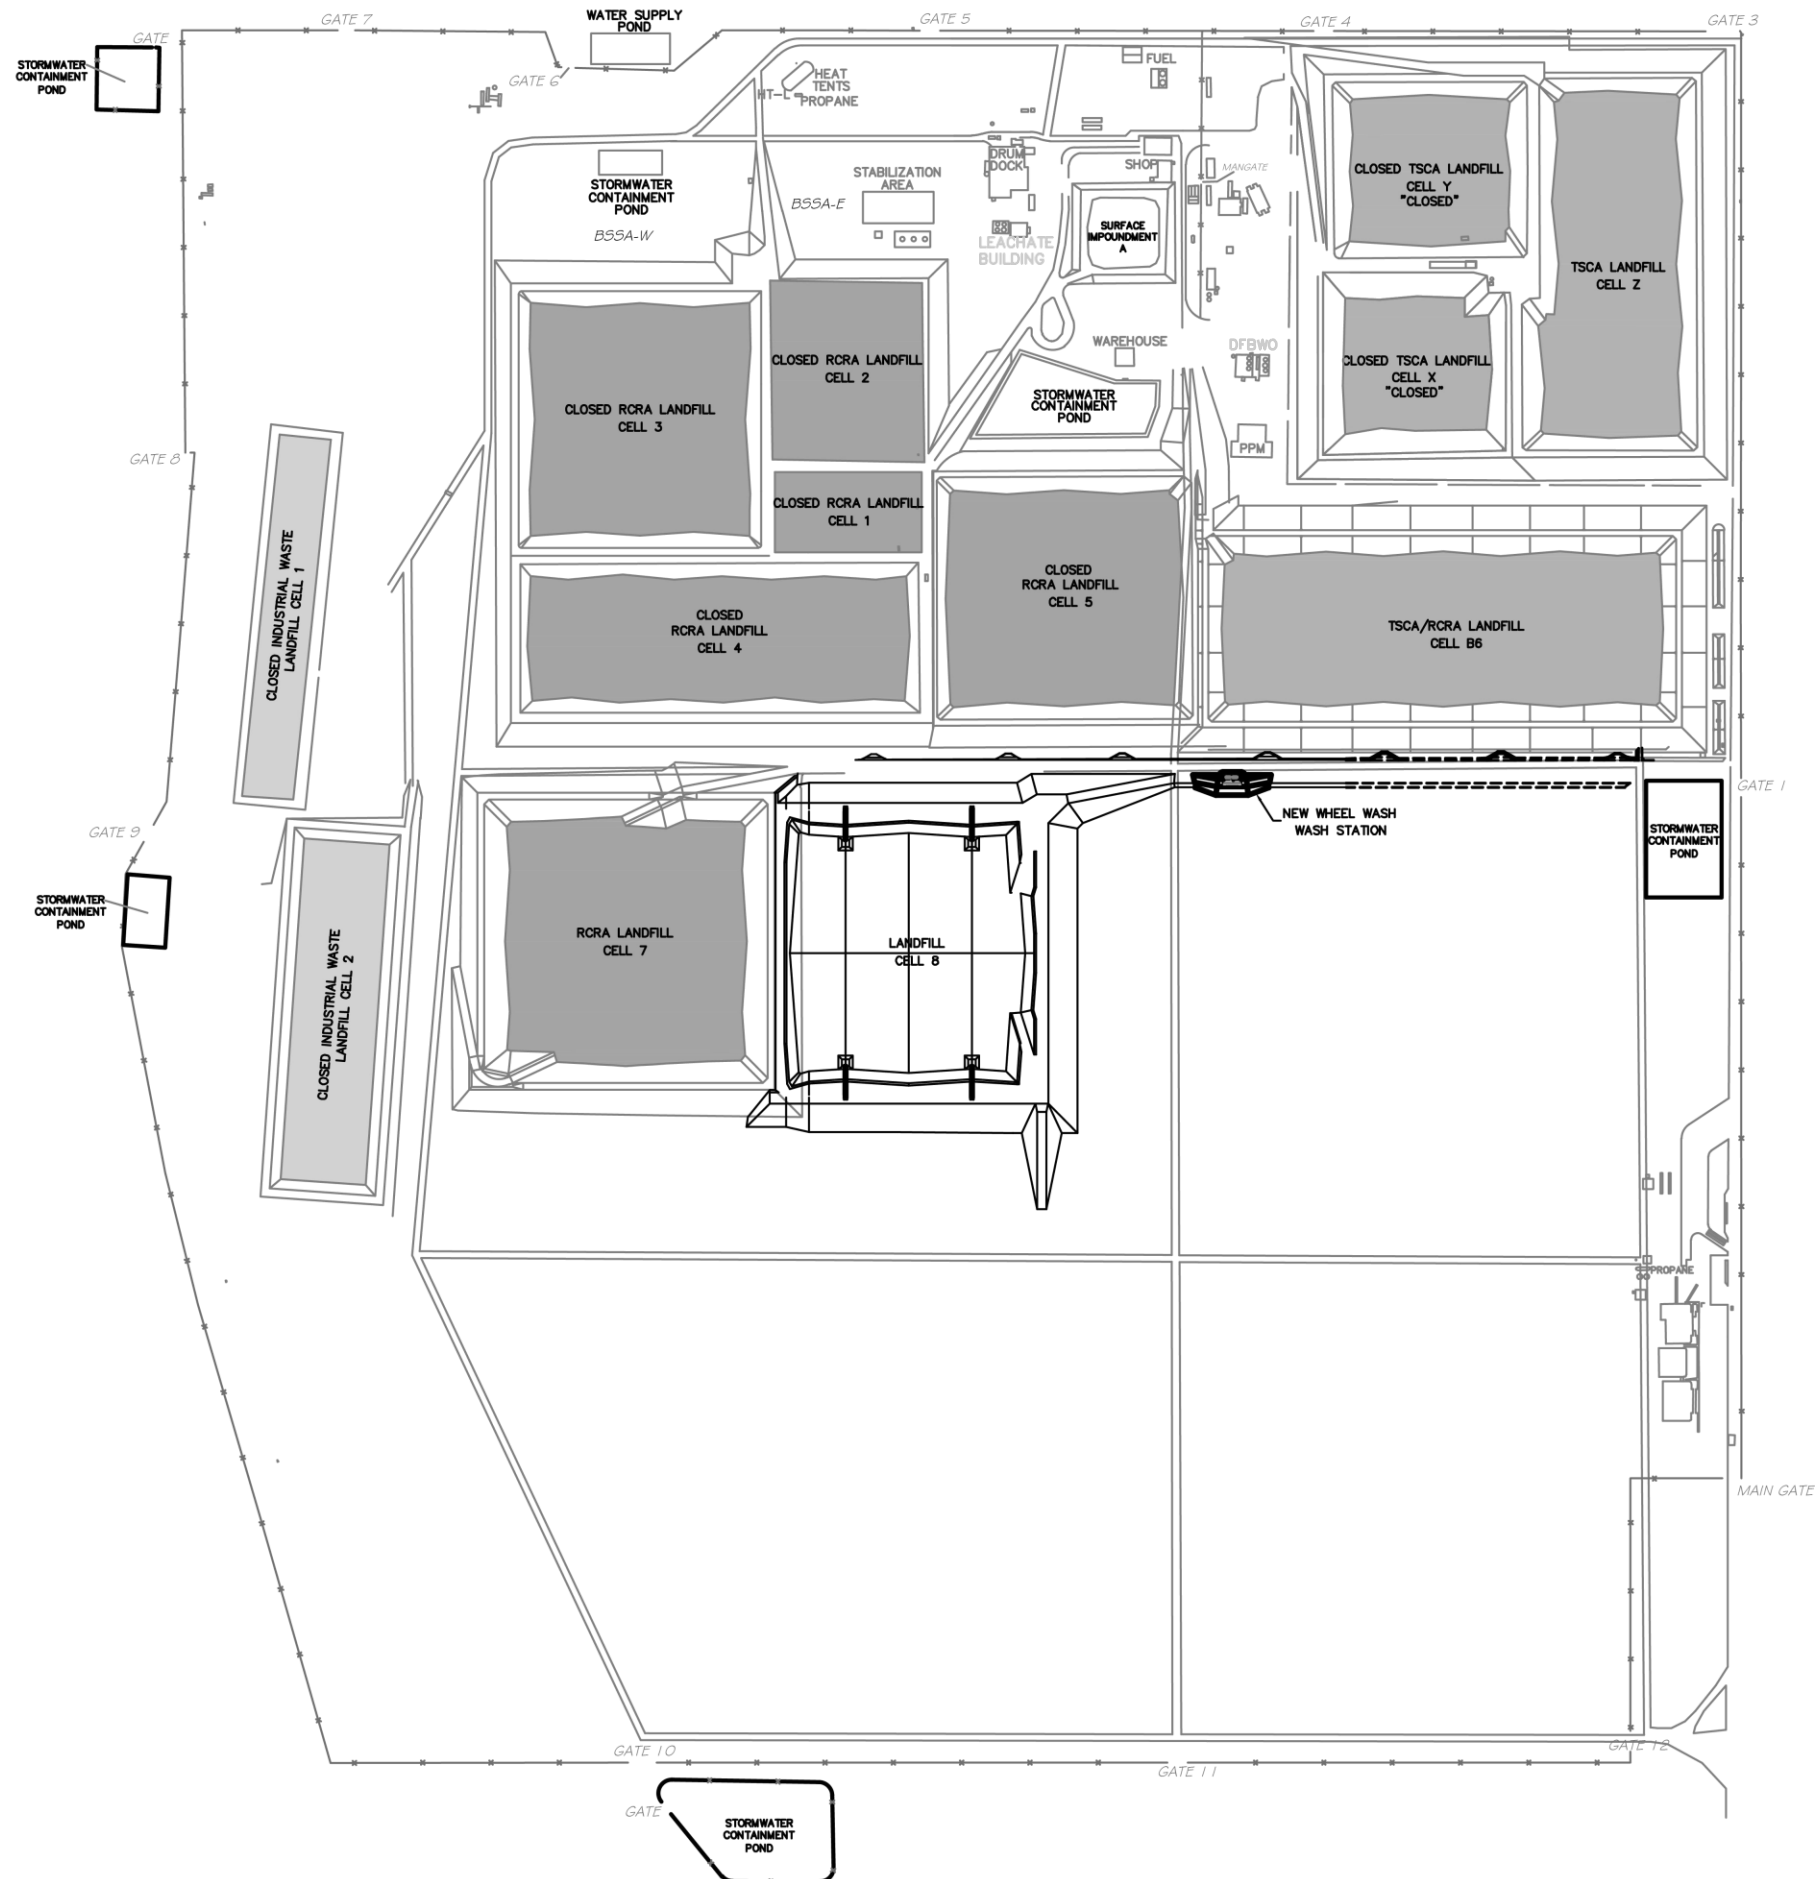 GATE 7
WATER SUPPLY
POND
GATE 5
GATE 4
GATE 3
GATE
STORMWATER
CONTAINMENT
POND
GATE 6
HEAT
TENTS
HT-L
PROPANE
FUEL
DRUM
DOCK
SHOP
MANGATE
STORMWATER
CONTAINMENT
POND
BSSA-W
STABILIZATION
AREA
BSSA-E
LEACHATE
BUILDING
SURFACE
IMPOUNDMENT
A
CLOSED TSCA LANDFILL
CELL Y
"CLOSED"
TSCA LANDFILL
CELL Z
CLOSED RCRA LANDFILL
CELL 3
CLOSED RCRA LANDFILL
CELL 2
WAREHOUSE
DFBWO
CLOSED TSCA LANDFILL
CELL X
"CLOSED"
STORMWATER
CONTAINMENT
POND
PPM
GATE 8
CLOSED RCRA LANDFILL
CELL 1
CLOSED INDUSTRIAL WASTE
LANDFILL CELL 1
CLOSED
RCRA LANDFILL
CELL 4
CLOSED
RCRA LANDFILL
CELL 5
TSCA/RCRA LANDFILL
CELL B6
GATE 1
GATE 9
NEW WHEEL WASH
WASH STATION
STORMWATER
CONTAINMENT
POND
STORMWATER
CONTAINMENT
POND
CLOSED INDUSTRIAL WASTE
LANDFILL CELL 2
RCRA LANDFILL
CELL 7
LANDFILL
CELL 8
PROPANE
MAIN GATE
GATE 10
GATE 11
GATE 12
GATE
STORMWATER
CONTAINMENT
POND